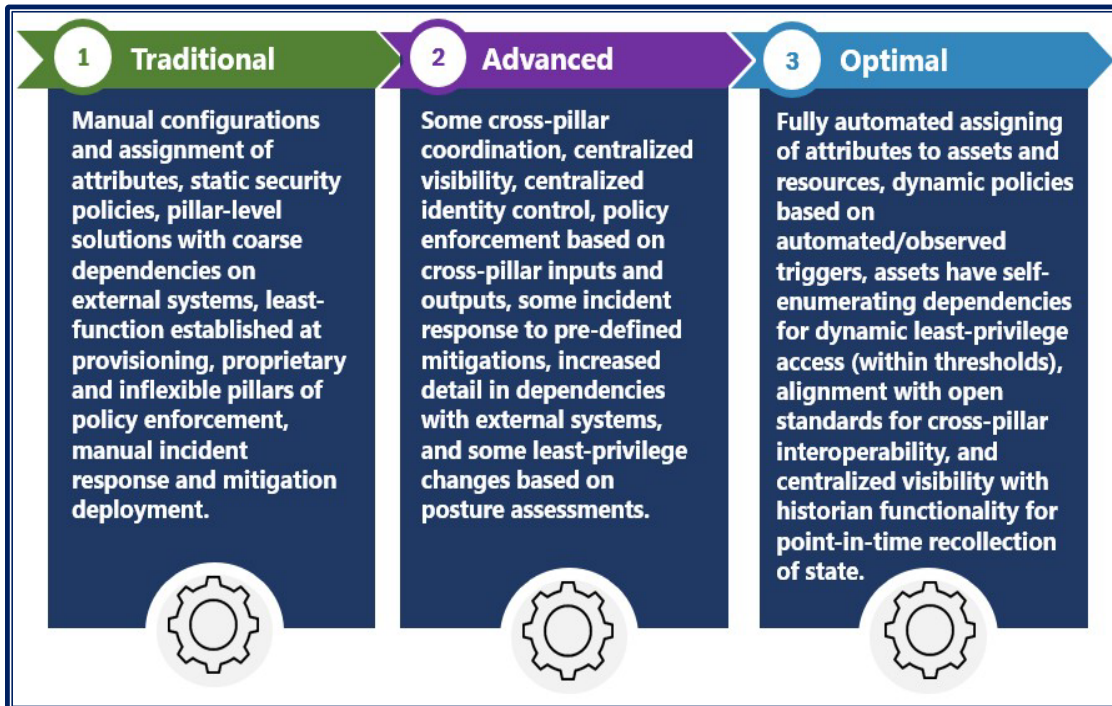 1 Traditional
Manual configurations
and assignment of
attributes, static security
policies, pillar-level
solutions with coarse
dependencies on
external systems, least-
function established at
provisioning, proprietary
and inflexible pillars of
policy enforcement,
manual incident
response and mitigation
deployment.
2 Advanced
Some cross-pillar
coordination, centralized
visibility, centralized
identity control, policy
enforcement based on
cross-pillar inputs and
outputs, some incident
response to pre-defined
mitigations, increased
detail in dependencies
with external systems,
and some least-privilege
changes based on
posture assessments.
3 Optimal
Fully automated assigning
of attributes to assets and
resources, dynamic policies
based on
automated/observed
triggers, assets have self-
enumerating dependencies
for dynamic least-privilege
access (within thresholds),
alignment with open
standards for cross-pillar
interoperability, and
centralized visibility with
historian functionality for
point-in-time recollection
of state.